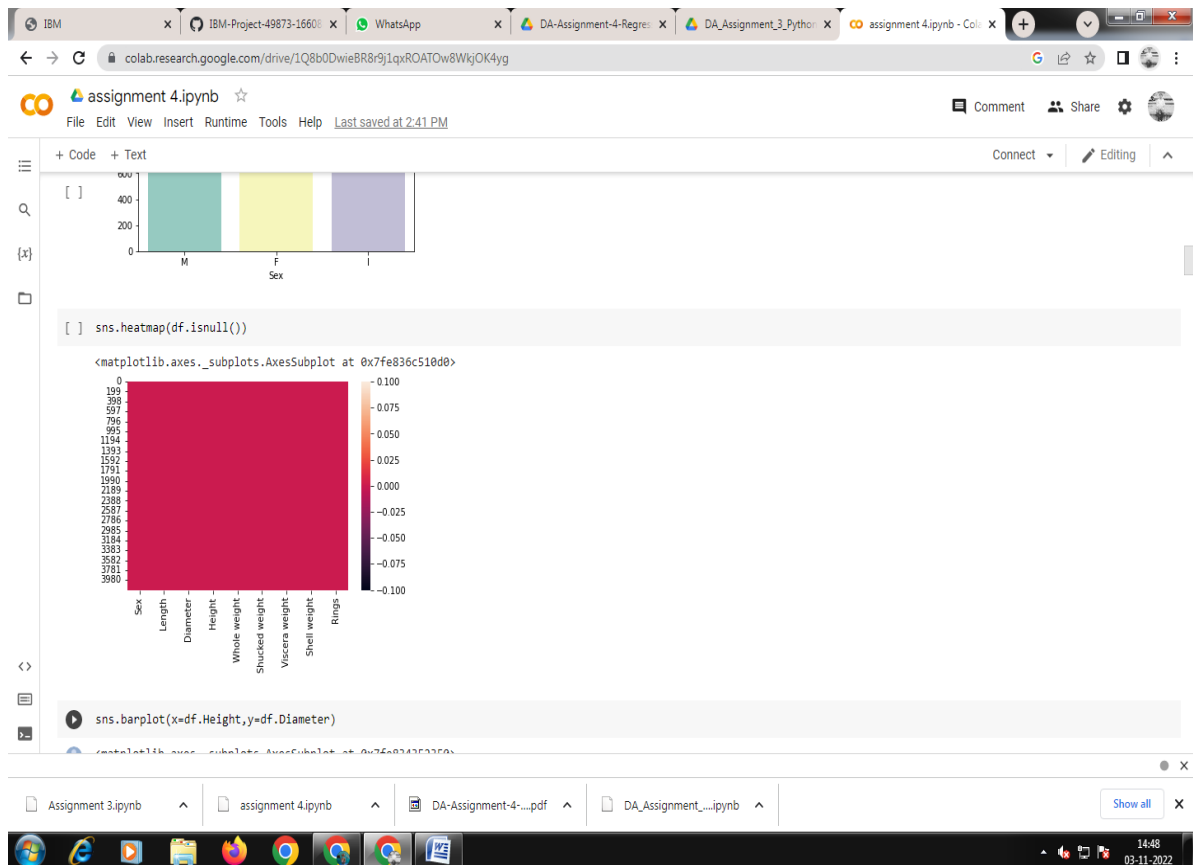 IBM
IBM-Project-49873-16608
WhatsApp
DA-Assignment-4-Regres
DA_Assignment_3_Python
assignment 4.ipynb - Cola
colab.research.google.com/drive/1Q8b0DwieBR8r9j1qxROATOw8WkjOK4yg
assignment 4.ipynb
Comment
Share
File Edit View Insert Runtime Tools Help Last saved at 2:41 PM
+ Code + Text
Connect
Editing
[ ]
600
400
200
0
M F I
Sex
{x}
[ ] sns.heatmap(df.isnull())
<matplotlib.axes._subplots.AxesSubplot at 0x7fe836c510d0>
0
199
398
597
796
995
1194
1393
1592
1791
1990
2189
2388
2587
2786
2985
3184
3383
3582
3781
3980
0.100
0.075
0.050
0.025
0.000
−0.025
−0.050
−0.075
−0.100
Sex
Length
Diameter
Height
Whole weight
Shucked weight
Viscera weight
Shell weight
Rings
sns.barplot(x=df.Height,y=df.Diameter)
<matplotlib.axes._subplots.AxesSubplot at
Assignment 3.ipynb
assignment 4.ipynb
DA-Assignment-4-....pdf
DA_Assignment_....ipynb
Show all
14:48
03-11-2022